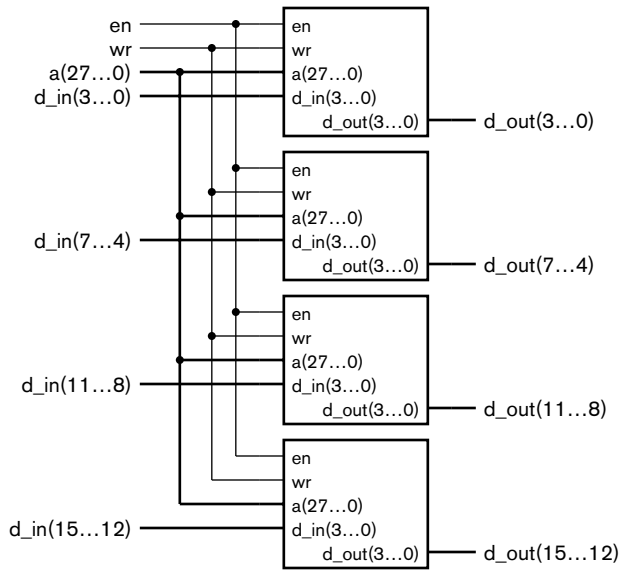 en en
wr wr
a(27…0) a(27…0)
d_in(3…0) d_in(3…0)
d_out(3…0) d_out(3…0)
en
wr
a(27…0)
d_in(7…4) d_in(3…0)
d_out(3…0) d_out(7…4)
en
wr
a(27…0)
d_in(11…8) d_in(3…0)
d_out(3…0) d_out(11…8)
en
wr
a(27…0)
d_in(15…12) d_in(3…0)
d_out(3…0) d_out(15…12)